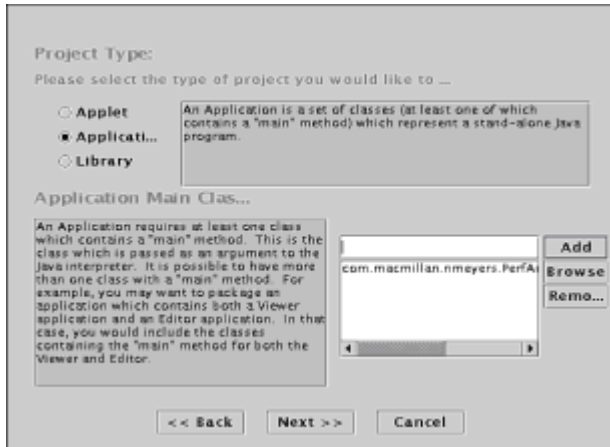 Project Type:
Please select the type of project you would like to ...
Applet
Applicati...
Library
An Application is a set of classes (at least one of which
contains a "main" method) which represent a stand-alone Java
program.
Application Main Clas...
An Application requires at least one class
which contains a "main" method. This is the
class which is passed as an argument to the
Java interpreter. It is possible to have more
than one class with a "main" method. For
example, you may want to package an
application which contains both a Viewer
application and an Editor application. In that
case, you would include the classes
containing the "main" method for both the
Viewer and Editor.
com.macmillan.nmeyers.PerfAn
Add
Browse
Remo...
<< Back
Next >>
Cancel